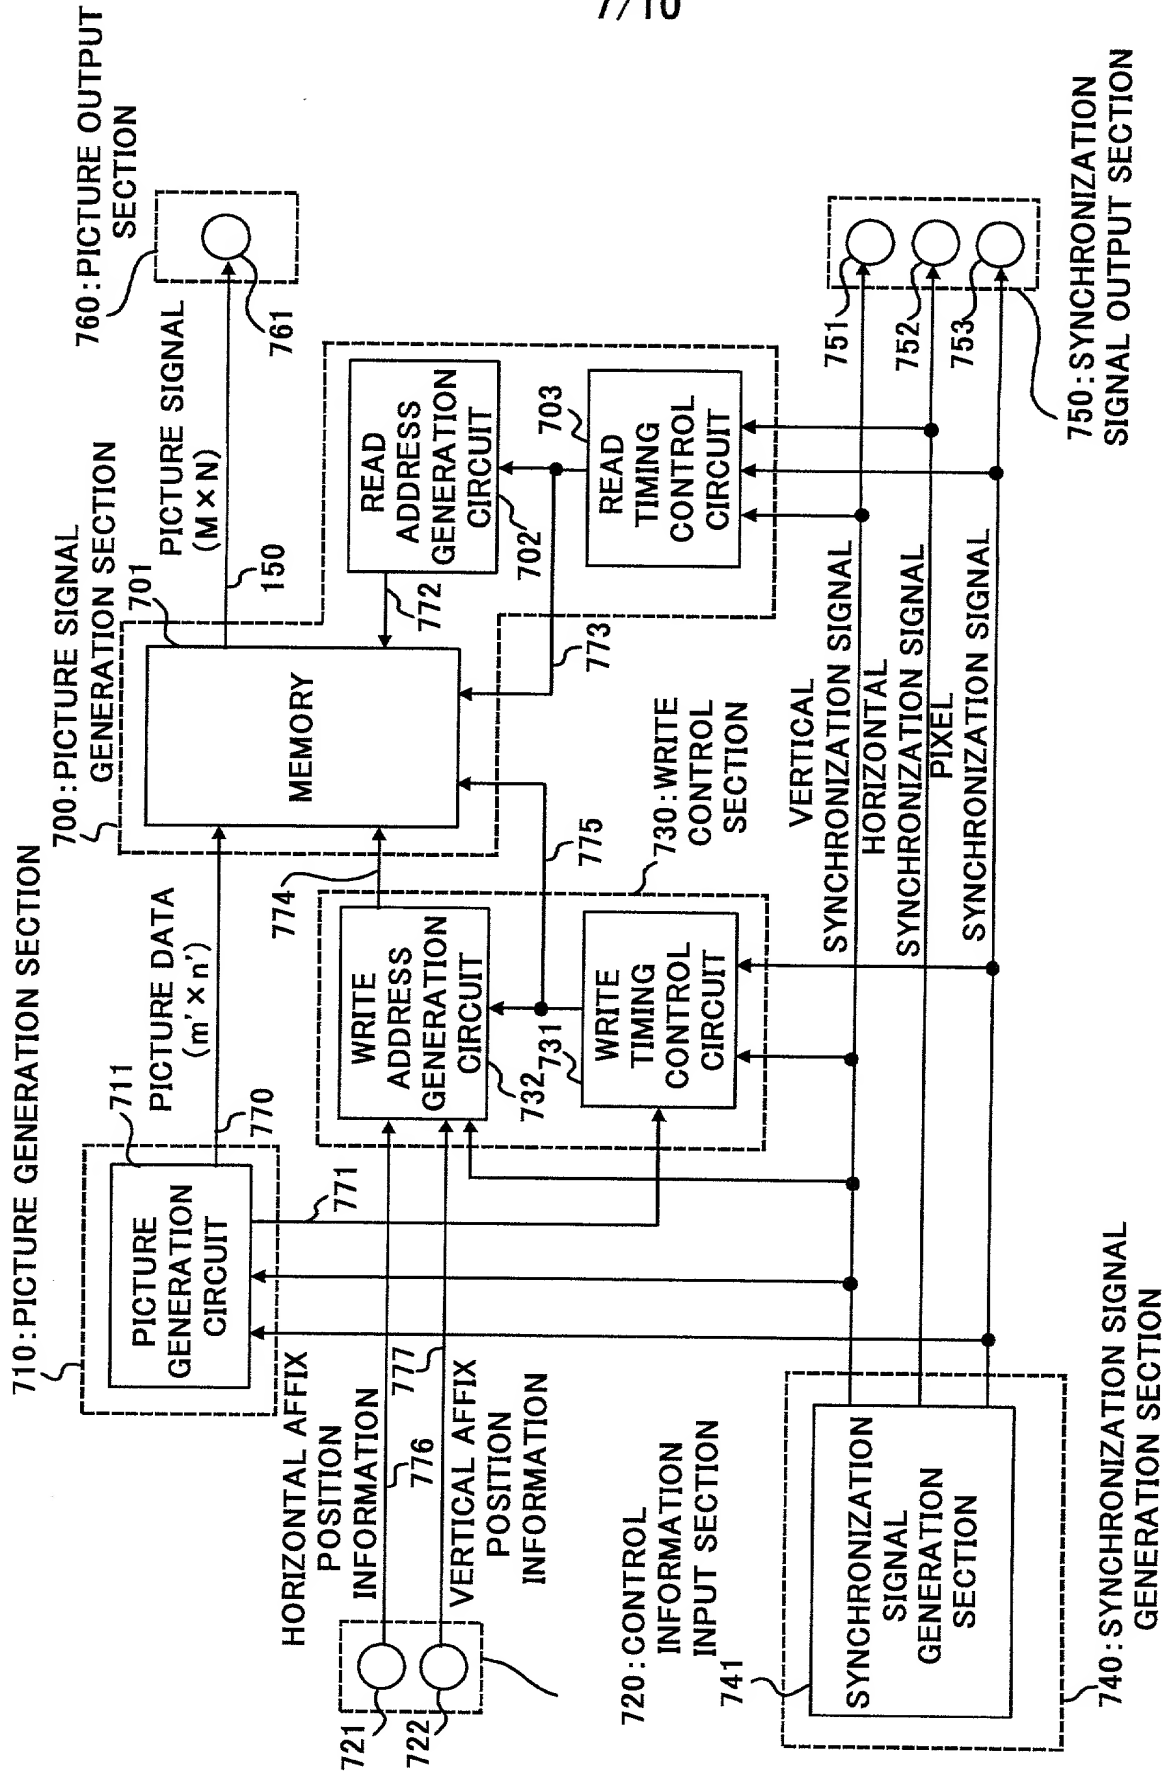 7/10
710:PICTURE GENERATION SECTION
711
PICTURE
GENERATION
CIRCUIT
PICTURE DATA
(m' × n')
770
771
700:PICTURE SIGNAL
GENERATION SECTION
701
MEMORY
PICTURE SIGNAL
(M × N)
150
760:PICTURE OUTPUT
SECTION
761
HORIZONTAL AFFIX
POSITION
INFORMATION
776
777
VERTICAL AFFIX
POSITION
INFORMATION
721
722
720:CONTROL
INFORMATION
INPUT SECTION
WRITE
ADDRESS
GENERATION
CIRCUIT
732
731
WRITE
TIMING
CONTROL
CIRCUIT
774
775
730:WRITE
CONTROL
SECTION
READ
ADDRESS
GENERATION
CIRCUIT
702
772
773
703
READ
TIMING
CONTROL
CIRCUIT
741
SYNCHRONIZATION
SIGNAL
GENERATION
SECTION
740:SYNCHRONIZATION SIGNAL
GENERATION SECTION
VERTICAL
SYNCHRONIZATION SIGNAL
HORIZONTAL
SYNCHRONIZATION SIGNAL
PIXEL
SYNCHRONIZATION SIGNAL
751
752
753
750:SYNCHRONIZATION
SIGNAL OUTPUT SECTION